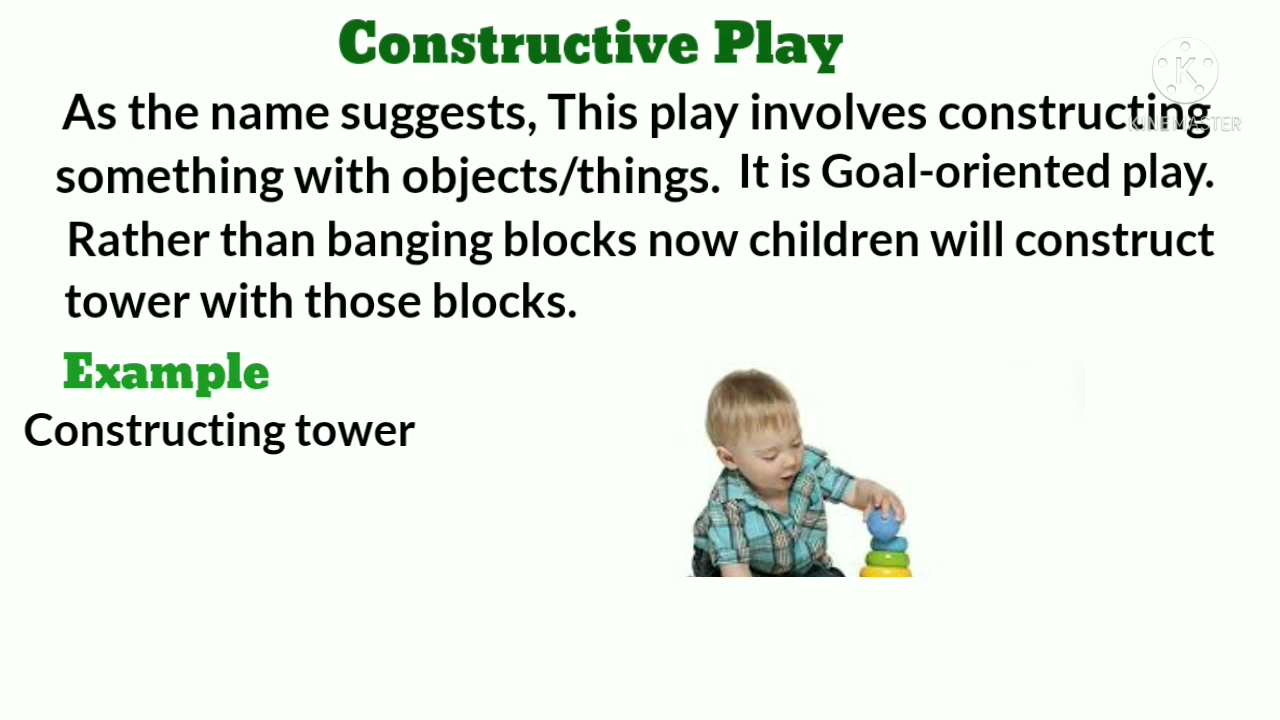 Constructive Play
As the name suggests, This play involves constructing
something with objects/things. It is Goal-oriented play.
Rather than banging blocks now children will construct
tower with those blocks.
Example
Constructing tower
K
KINEMASTER